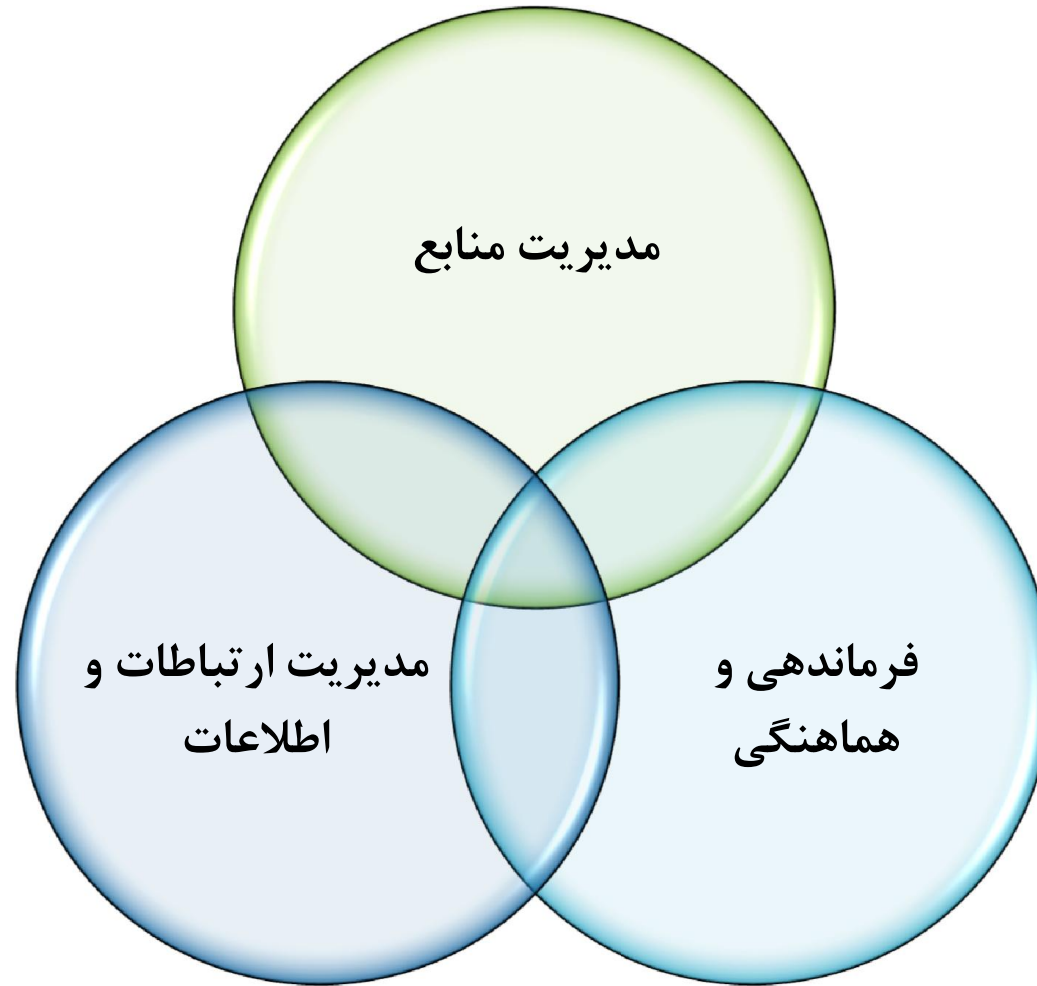 مدیریت منابع
فرماندهی و
هماهنگی
مدیریت ارتباطات و
اطلاعات